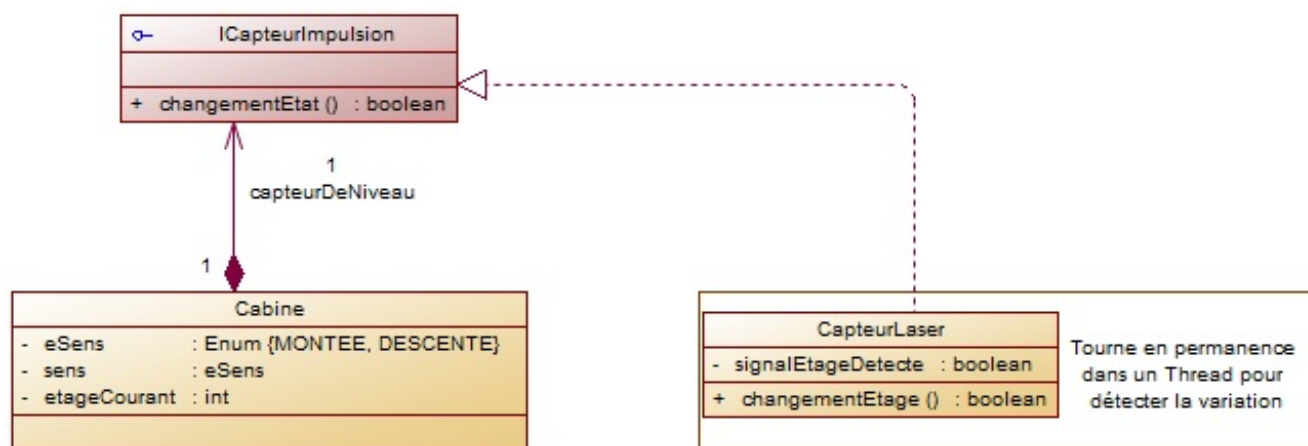 ICapteurImpulsion
+ changementEtat () : boolean
1
capteurDeNiveau
1
Cabine
- eSens : Enum {MONTEE, DESCENTE}
- sens : eSens
- etageCourant : int
CapteurLaser
- signalEtageDetecte : boolean
+ changementEtage () : boolean
Tourne en permanence
dans un Thread pour
détecter la variation